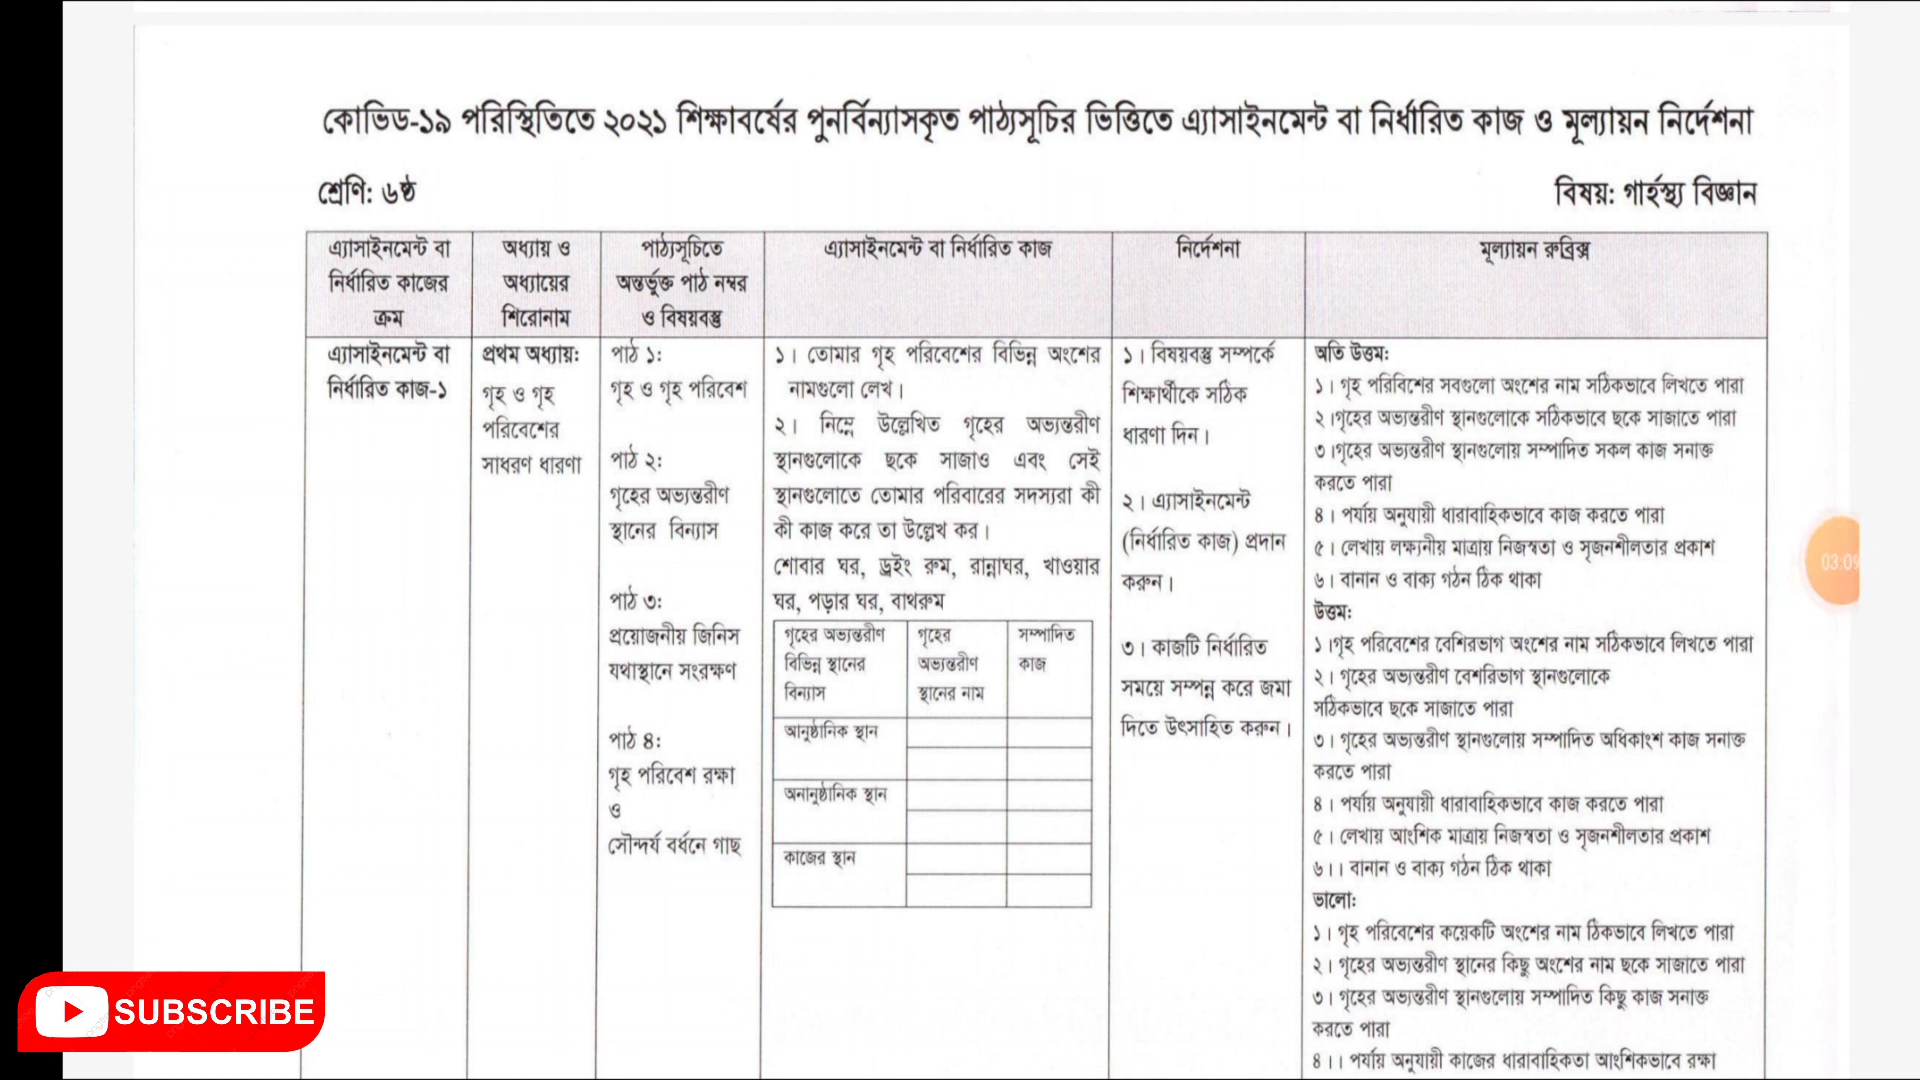 কোভিড-১৯ পরিস্থিতিতে ২০২১ শিক্ষাবর্ষের পুনর্বিন্যাসকৃত পাঠ্যসূচির ভিত্তিতে এ্যাসাইনমেন্ট বা নির্ধারিত কাজ ও মূল্যায়ন নির্দেশনা
শ্রেণি: ৬ষ্ঠ
বিষয়: গার্হস্থ্য বিজ্ঞান
এ্যাসাইনমেন্ট বা
নির্ধারিত কাজের
ক্রম
অধ্যায় ও
অধ্যায়ের
শিরোনাম
পাঠ্যসূচিতে
অন্তর্ভুক্ত পাঠ নম্বর
ও বিষয়বস্তু
এ্যাসাইনমেন্ট বা নির্ধারিত কাজ
নির্দেশনা
মূল্যায়ন রুব্রিক্স
এ্যাসাইনমেন্ট বা
নির্ধারিত কাজ-১
প্রথম অধ্যায়:
গৃহ ও গৃহ
পরিবেশের
সাধরণ ধারণা
পাঠ ১:
গৃহ ও গৃহ পরিবেশ
পাঠ ২:
গৃহের অভ্যন্তরীণ
স্থানের বিন্যাস
পাঠ ৩:
প্রয়োজনীয় জিনিস
যথাস্থানে সংরক্ষণ
পাঠ ৪:
গৃহ পরিবেশ রক্ষা
ও
সৌন্দর্য বর্ধনে গাছ
১। তোমার গৃহ পরিবেশের বিভিন্ন অংশের
নামগুলো লেখ।
২। নিম্নে উল্লেখিত গৃহের অভ্যন্তরীণ
স্থানগুলোকে ছকে সাজাও এবং সেই
স্থানগুলোতে তোমার পরিবারের সদস্যরা কী
কী কাজ করে তা উল্লেখ কর।
শোবার ঘর, ড্রইং রুম, রান্নাঘর, খাওয়ার
ঘর, পড়ার ঘর, বাথরুম
গৃহের অভ্যন্তরীণ
বিভিন্ন স্থানের
বিন্যাস
গৃহের
অভ্যন্তরীণ
স্থানের নাম
সম্পাদিত
কাজ
আনুষ্ঠানিক স্থান
অনানুষ্ঠানিক স্থান
কাজের স্থান
১। বিষয়বস্তু সম্পর্কে
শিক্ষার্থীকে সঠিক
ধারণা দিন।
২। এ্যাসাইনমেন্ট
(নির্ধারিত কাজ) প্রদান
করুন।
৩। কাজটি নির্ধারিত
সময়ে সম্পন্ন করে জমা
দিতে উৎসাহিত করুন।
অতি উত্তম:
১। গৃহ পরিবিশের সবগুলো অংশের নাম সঠিকভাবে লিখতে পারা
২।গৃহের অভ্যন্তরীণ স্থানগুলোকে সঠিকভাবে ছকে সাজাতে পারা
৩।গৃহের অভ্যন্তরীণ স্থানগুলোয় সম্পাদিত সকল কাজ সনাক্ত
করতে পারা
৪। পর্যায় অনুযায়ী ধারাবাহিকভাবে কাজ করতে পারা
৫। লেখায় লক্ষ্যনীয় মাত্রায় নিজস্বতা ও সৃজনশীলতার প্রকাশ
৬। বানান ও বাক্য গঠন ঠিক থাকা
উত্তম:
১।গৃহ পরিবেশের বেশিরভাগ অংশের নাম সঠিকভাবে লিখতে পারা
২। গৃহের অভ্যন্তরীণ বেশরিভাগ স্থানগুলোকে
সঠিকভাবে ছকে সাজাতে পারা
৩। গৃহের অভ্যন্তরীণ স্থানগুলোয় সম্পাদিত অধিকাংশ কাজ সনাক্ত
করতে পারা
৪। পর্যায় অনুযায়ী ধারাবাহিকভাবে কাজ করতে পারা
৫। লেখায় আংশিক মাত্রায় নিজস্বতা ও সৃজনশীলতার প্রকাশ
৬।। বানান ও বাক্য গঠন ঠিক থাকা
ভালো:
১। গৃহ পরিবেশের কয়েকটি অংশের নাম ঠিকভাবে লিখতে পারা
২। গৃহের অভ্যন্তরীণ স্থানের কিছু অংশের নাম ছকে সাজাতে পারা
৩। গৃহের অভ্যন্তরীণ স্থানগুলোয় সম্পাদিত কিছু কাজ সনাক্ত
করতে পারা
৪।। পর্যায় অনুযায়ী কাজের ধারাবাহিকতা আংশিকভাবে রক্ষা
03:09
SUBSCRIBE